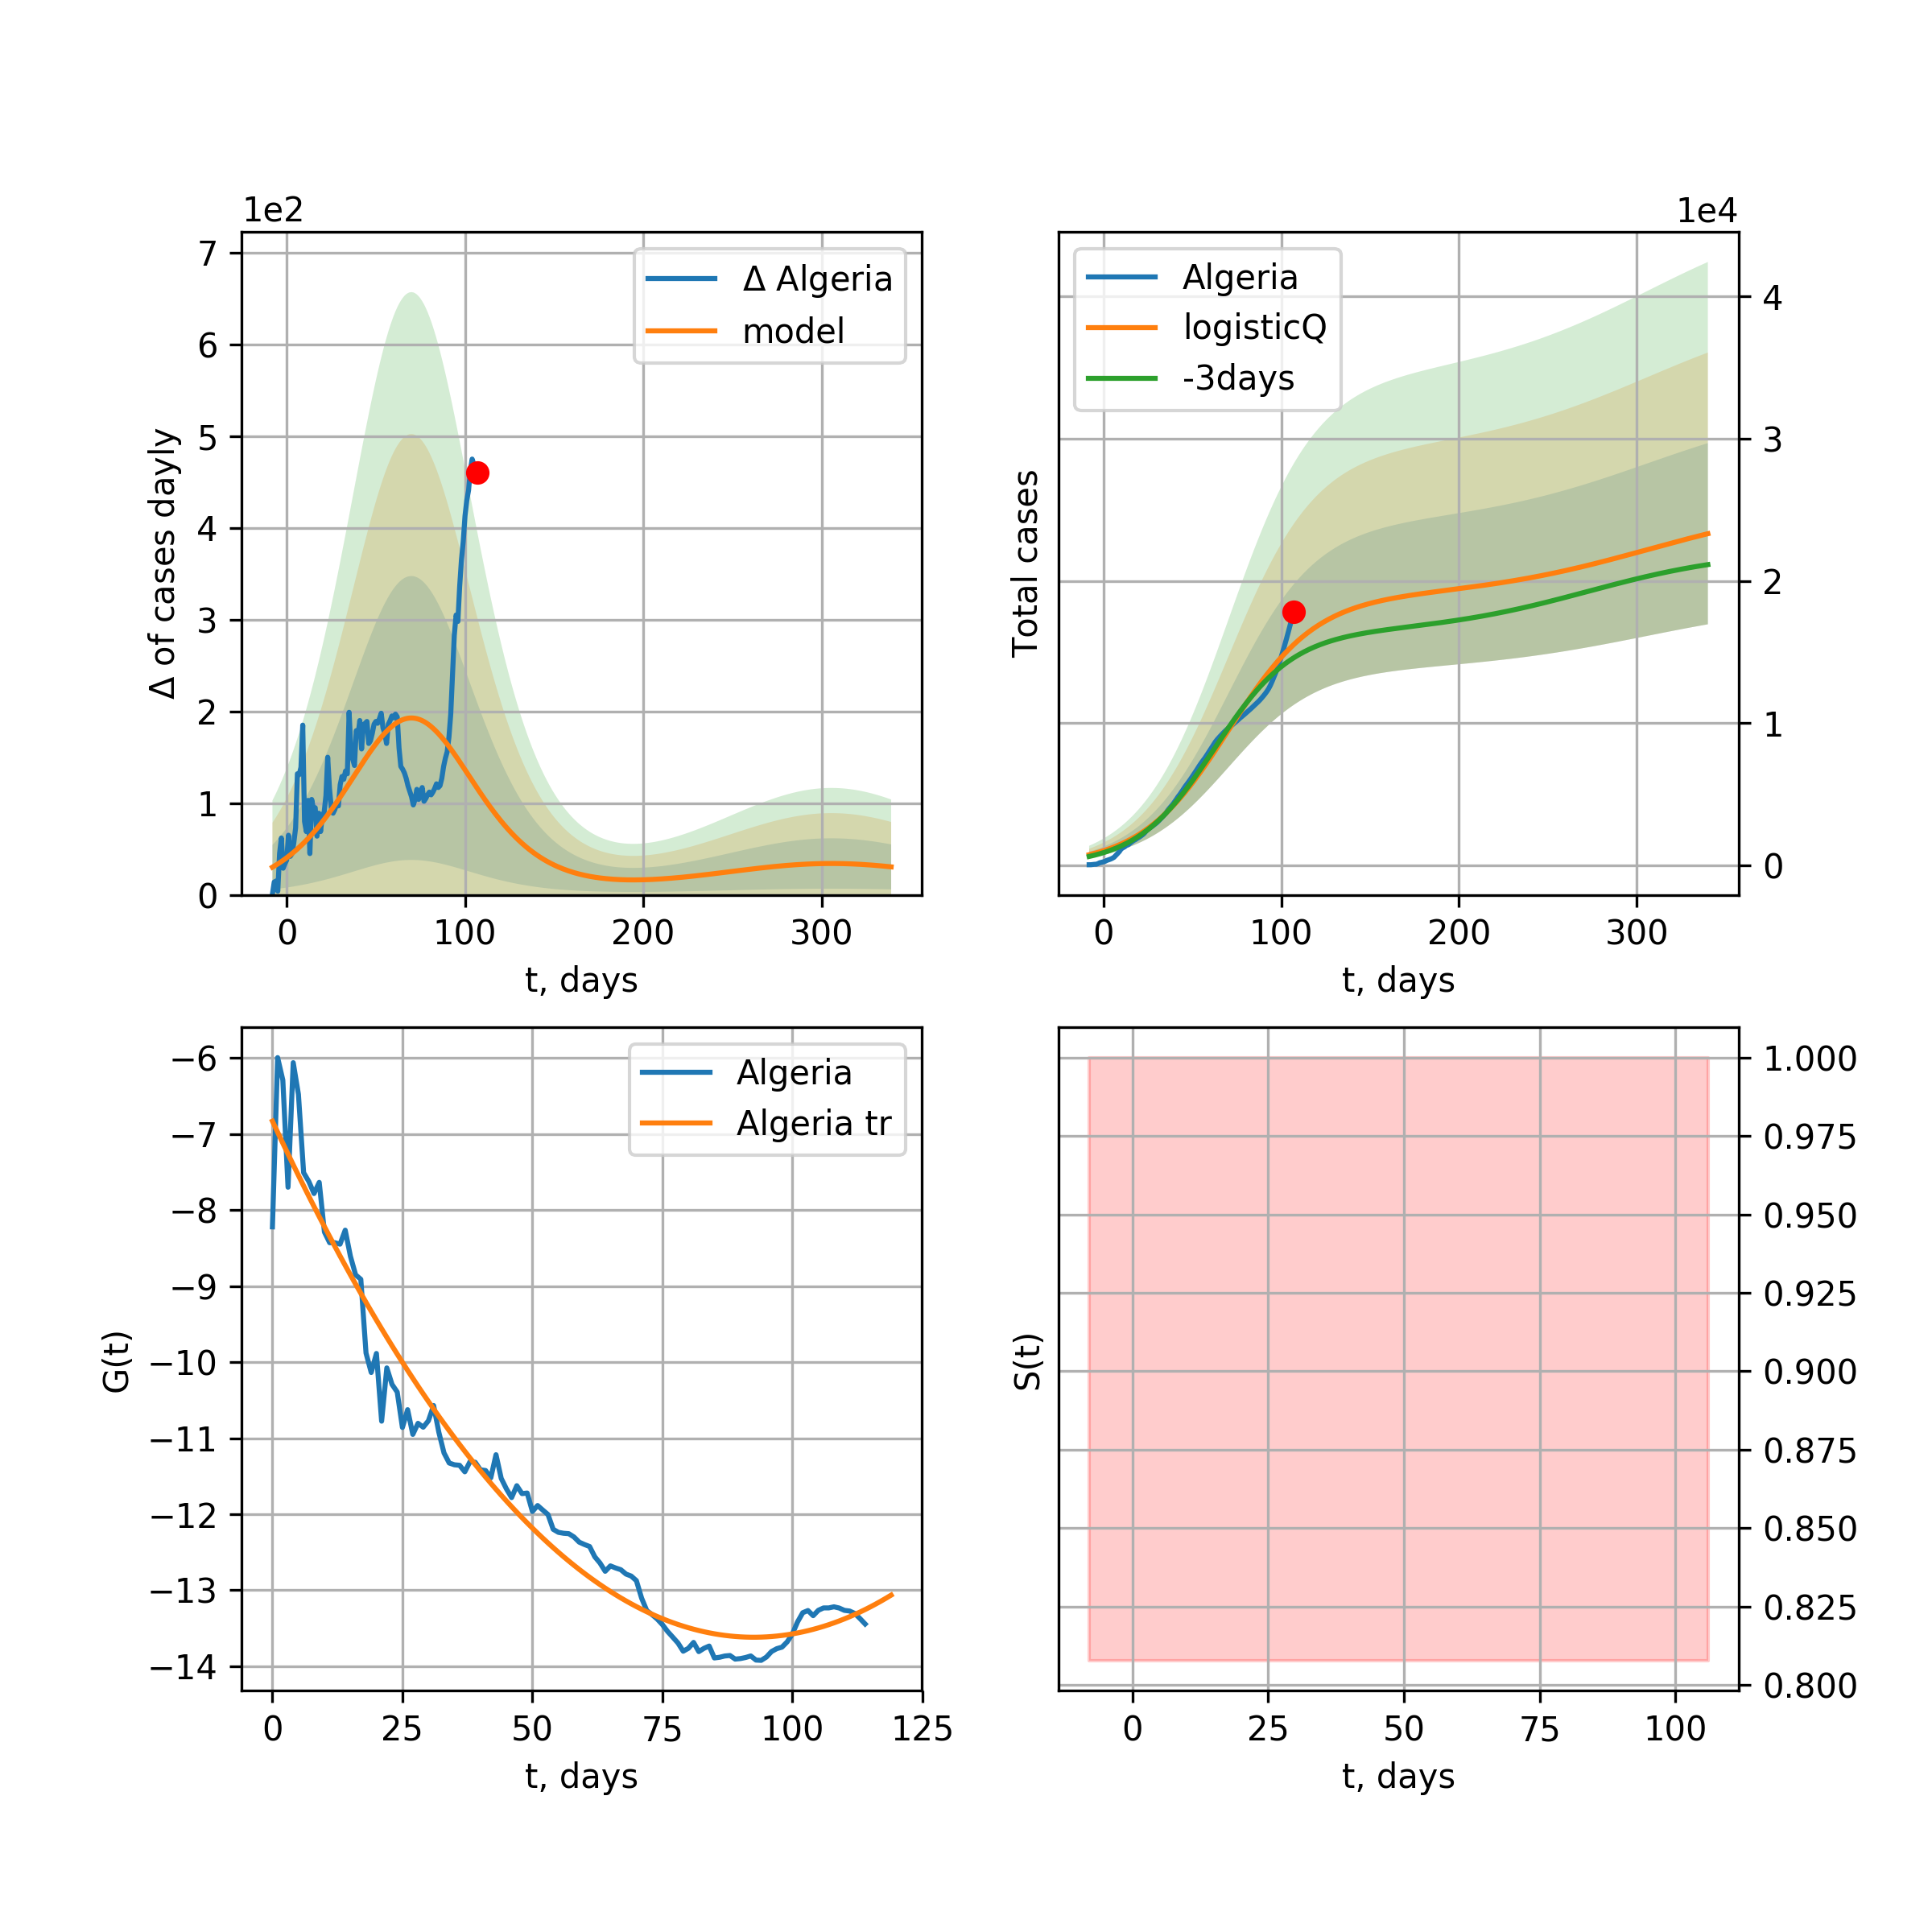 1e2
Δ of cases dayly
7
6
5
4
3
2
1
0
0 100 200 300
t, days
Δ Algeria
model
1e4
Total cases
4
3
2
1
0
0 100 200 300
t, days
Algeria
logisticQ
-3days
G(t)
−6
−7
−8
−9
−10
−11
−12
−13
−14
0 25 50 75 100 125
t, days
Algeria
Algeria tr
S(t)
1.000
0.975
0.950
0.925
0.900
0.875
0.850
0.825
0.800
0 25 50 75 100
t, days